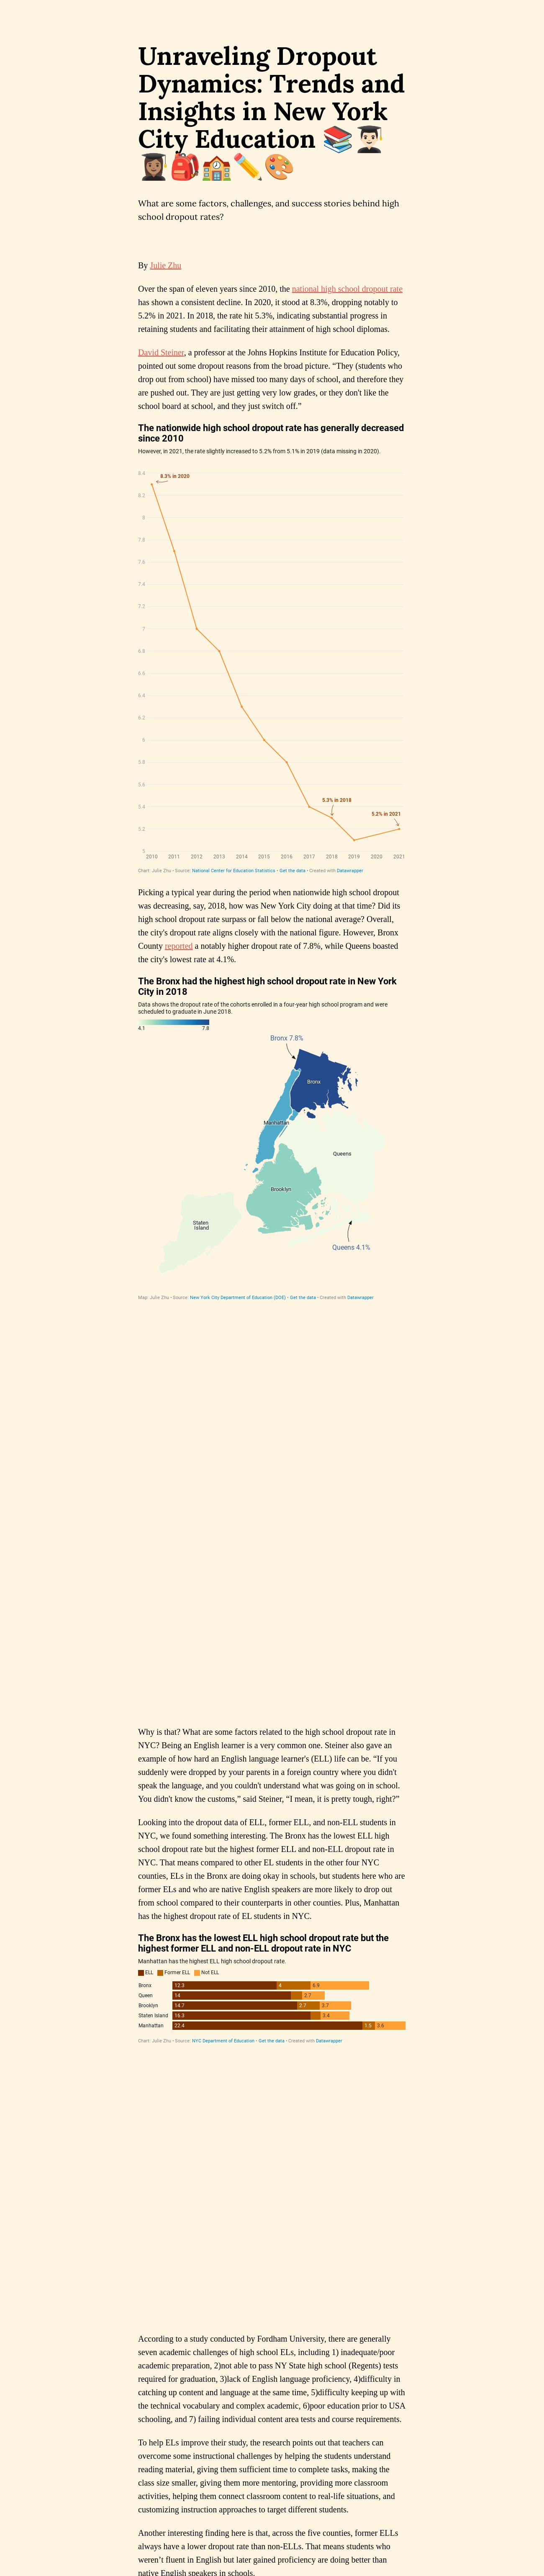 Unraveling Dropout
Dynamics: Trends and
Insights in New York
City Education 📚👨🏻‍🎓
👩🏾‍🎓🎒🏫✏️🎨
What are some factors, challenges, and success stories behind high
school dropout rates?
By Julie Zhu
Over the span of eleven years since 2010, the national high school dropout rate
has shown a consistent decline. In 2020, it stood at 8.3%, dropping notably to
5.2% in 2021. In 2018, the rate hit 5.3%, indicating substantial progress in
retaining students and facilitating their attainment of high school diplomas.
David Steiner, a professor at the Johns Hopkins Institute for Education Policy,
pointed out some dropout reasons from the broad picture. “They (students who
drop out from school) have missed too many days of school, and therefore they
are pushed out. They are just getting very low grades, or they don't like the
school board at school, and they just switch off.”
The nationwide high school dropout rate has generally decreased
since 2010
However, in 2021, the rate slightly increased to 5.2% from 5.1% in 2019 (data missing in 2020).
8.4
8.3% in 2020
8.2
8
7.8
7.6
7.4
7.2
7
6.8
6.6
6.4
6.2
6
5.8
5.6
5.4
5.3% in 2018
5.2% in 2021
5.2
5
2010 2011 2012 2013 2014 2015 2016 2017 2018 2019 2020 2021
Chart: Julie Zhu • Source: National Center for Education Statistics • Get the data • Created with Datawrapper
Picking a typical year during the period when nationwide high school dropout
was decreasing, say, 2018, how was New York City doing at that time? Did its
high school dropout rate surpass or fall below the national average? Overall,
the city's dropout rate aligns closely with the national figure. However, Bronx
County reported a notably higher dropout rate of 7.8%, while Queens boasted
the city's lowest rate at 4.1%.
The Bronx had the highest high school dropout rate in New York
City in 2018
Data shows the dropout rate of the cohorts enrolled in a four-year high school program and were
scheduled to graduate in June 2018.
4.1 7.8
Bronx 7.8%
Bronx
Manhattan
Queens
Brooklyn
Staten
Island
Queens 4.1%
Map: Julie Zhu • Source: New York City Department of Education (DOE) • Get the data • Created with Datawrapper
Why is that? What are some factors related to the high school dropout rate in
NYC? Being an English learner is a very common one. Steiner also gave an
example of how hard an English language learner's (ELL) life can be. “If you
suddenly were dropped by your parents in a foreign country where you didn't
speak the language, and you couldn't understand what was going on in school.
You didn't know the customs,” said Steiner, “I mean, it is pretty tough, right?”
Looking into the dropout data of ELL, former ELL, and non-ELL students in
NYC, we found something interesting. The Bronx has the lowest ELL high
school dropout rate but the highest former ELL and non-ELL dropout rate in
NYC. That means compared to other EL students in the other four NYC
counties, ELs in the Bronx are doing okay in schools, but students here who are
former ELs and who are native English speakers are more likely to drop out
from school compared to their counterparts in other counties. Plus, Manhattan
has the highest dropout rate of EL students in NYC.
The Bronx has the lowest ELL high school dropout rate but the
highest former ELL and non-ELL dropout rate in NYC
Manhattan has the highest ELL high school dropout rate.
ELL Former ELL Not ELL
Bronx 12.3 4 6.9
Queen 14 2.7
Brooklyn 14.7 2.7 3.7
Staten Island 16.3 3.4
Manhattan 22.4 1.5 3.6
Chart: Julie Zhu • Source: NYC Department of Education • Get the data • Created with Datawrapper
According to a study conducted by Fordham University, there are generally
seven academic challenges of high school ELs, including 1) inadequate/poor
academic preparation, 2)not able to pass NY State high school (Regents) tests
required for graduation, 3)lack of English language proficiency, 4)difficulty in
catching up content and language at the same time, 5)difficulty keeping up with
the technical vocabulary and complex academic, 6)poor education prior to USA
schooling, and 7) failing individual content area tests and course requirements.
To help ELs improve their study, the research points out that teachers can
overcome some instructional challenges by helping the students understand
reading material, giving them sufficient time to complete tasks, making the
class size smaller, giving them more mentoring, providing more classroom
activities, helping them connect classroom content to real-life situations, and
customizing instruction approaches to target different students.
Another interesting finding here is that, across the five counties, former ELLs
always have a lower dropout rate than non-ELLs. That means students who
weren’t fluent in English but later gained proficiency are doing better than
native English speakers in schools.